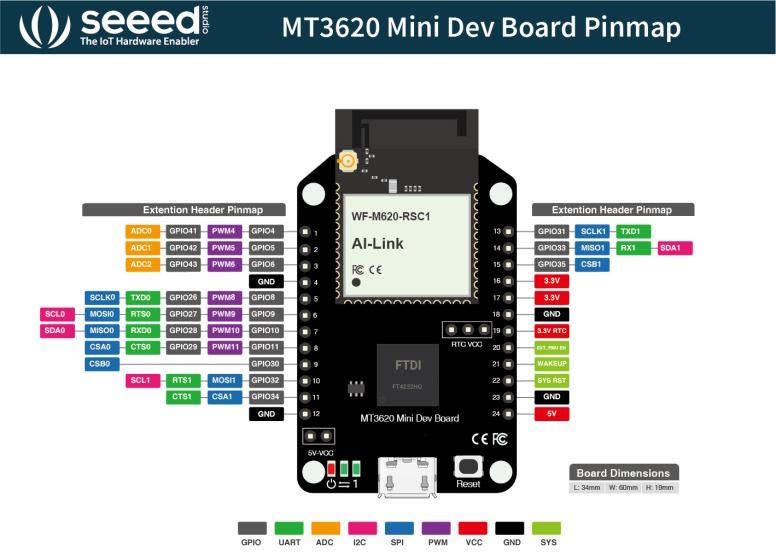 seeed studio
The IoT Hardware Enabler
MT3620 Mini Dev Board Pinmap
Extention Header Pinmap
ADC0 GPIO41 PWM4 GPIO4 1
ADC1 GPIO42 PWM5 GPIO5 2
ADC2 GPIO43 PWM6 GPIO6 3
GND 4
SCLK0 TXD0 GPIO26 PWM8 GPIO8 5
SCL0 MOSI0 RTS0 GPIO27 PWM9 GPIO9 6
SDA0 MISO0 RXD0 GPIO28 PWM10 GPIO10 7
CSA0 CTS0 GPIO29 PWM11 GPIO11 8
CSB0 GPIO30 9
SCL1 RTS1 MOSI1 GPIO32 10
CTS1 CSA1 GPIO34 11
GND 12
WF-M620-RSC1
AI-Link
FC CE
RTC VCC
FTDI
FT4232HQ
MT3620 Mini Dev Board
CE FC
5V-VCC
1
Reset
Extention Header Pinmap
13 GPIO31 SCLK1 TXD1
14 GPIO33 MISO1 RX1 SDA1
15 GPIO35 CSB1
16 3.3V
17 3.3V
18 GND
19 3.3V RTC
20 EXT_PMU EN
21 WAKEUP
22 SYS RST
23 GND
24 5V
Board Dimensions
L: 34mm W: 60mm H: 19mm
GPIO UART ADC I2C SPI PWM VCC GND SYS